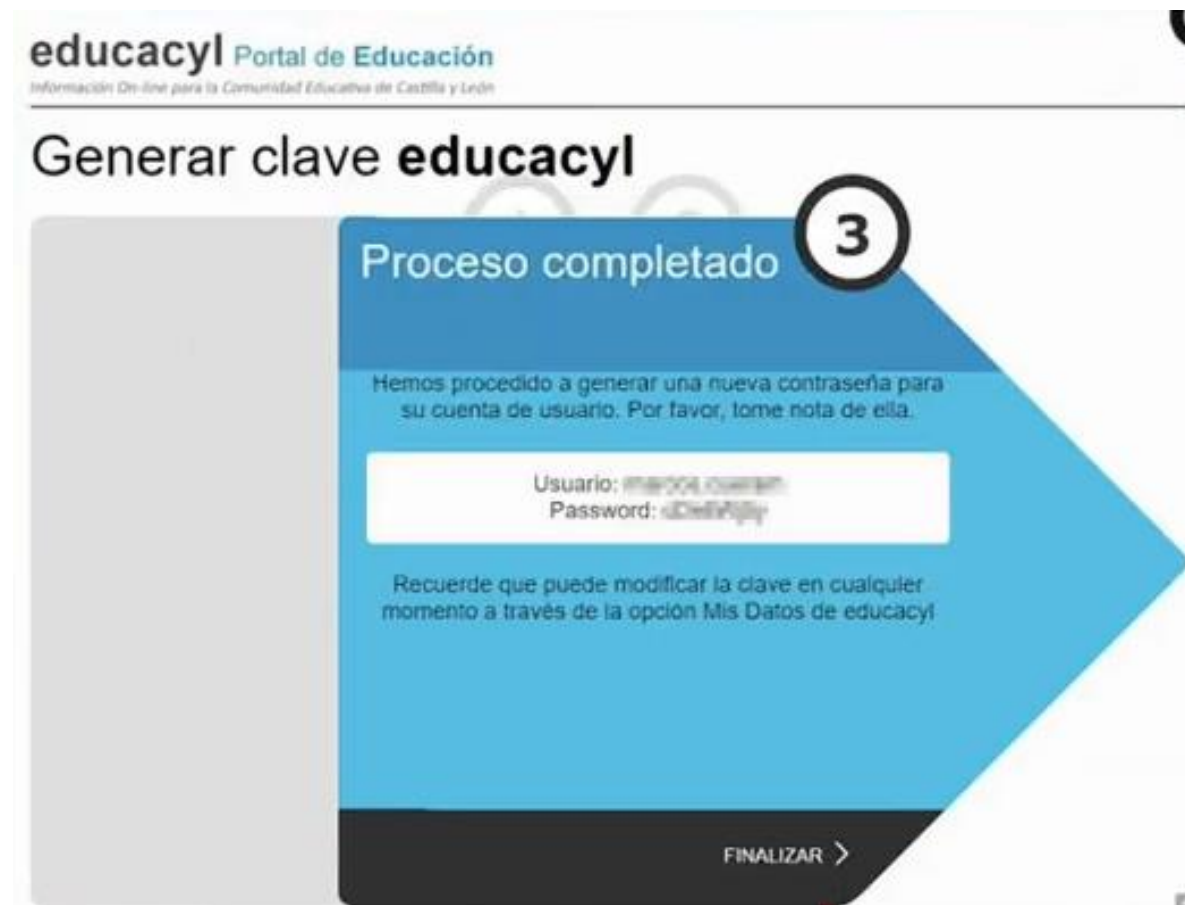 educacyl Portal de Educación
Información On-line para la Comunidad Educativa de Castilla y León
Generar clave educacyl
3
Proceso completado
Hemos procedido a generar una nueva contraseña para
su cuenta de usuario. Por favor, tome nota de ella.
Usuario:
Password:
Recuerde que puede modificar la clave en cualquier
momento a través de la opción Mis Datos de educacyl
FINALIZAR